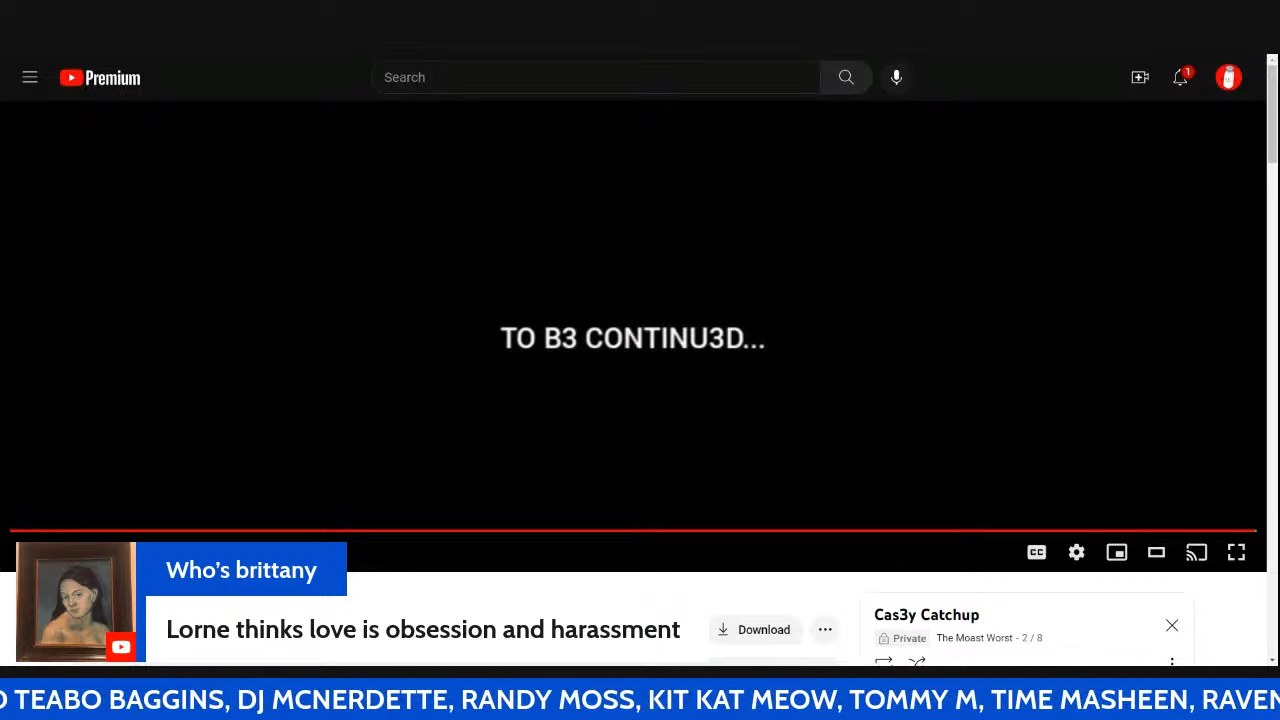 Premium
Search
1
TO B3 CONTINU3D...
Who's brittany
Lorne thinks love is obsession and harassment
Download
Cas3y Catchup
Private The Moast Worst - 2 / 8
TEABO BAGGINS, DJ MCNERDETTE, RANDY MOSS, KIT KAT MEOW, TOMMY M, TIME MASHEEN, RAVEN